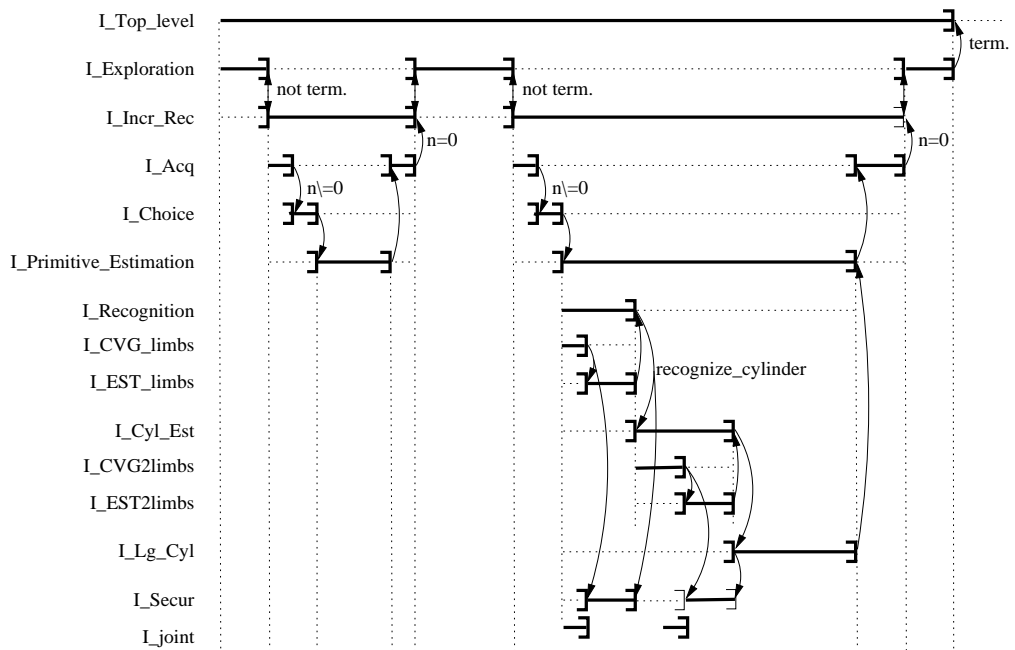 I_Top_level
term.
I_Exploration
not term.
not term.
I_Incr_Rec
n=0
n=0
I_Acq
n\=0
n\=0
I_Choice
I_Primitive_Estimation
I_Recognition
I_CVG_limbs
recognize_cylinder
I_EST_limbs
I_Cyl_Est
I_CVG2limbs
I_EST2limbs
I_Lg_Cyl
I_Secur
I_joint